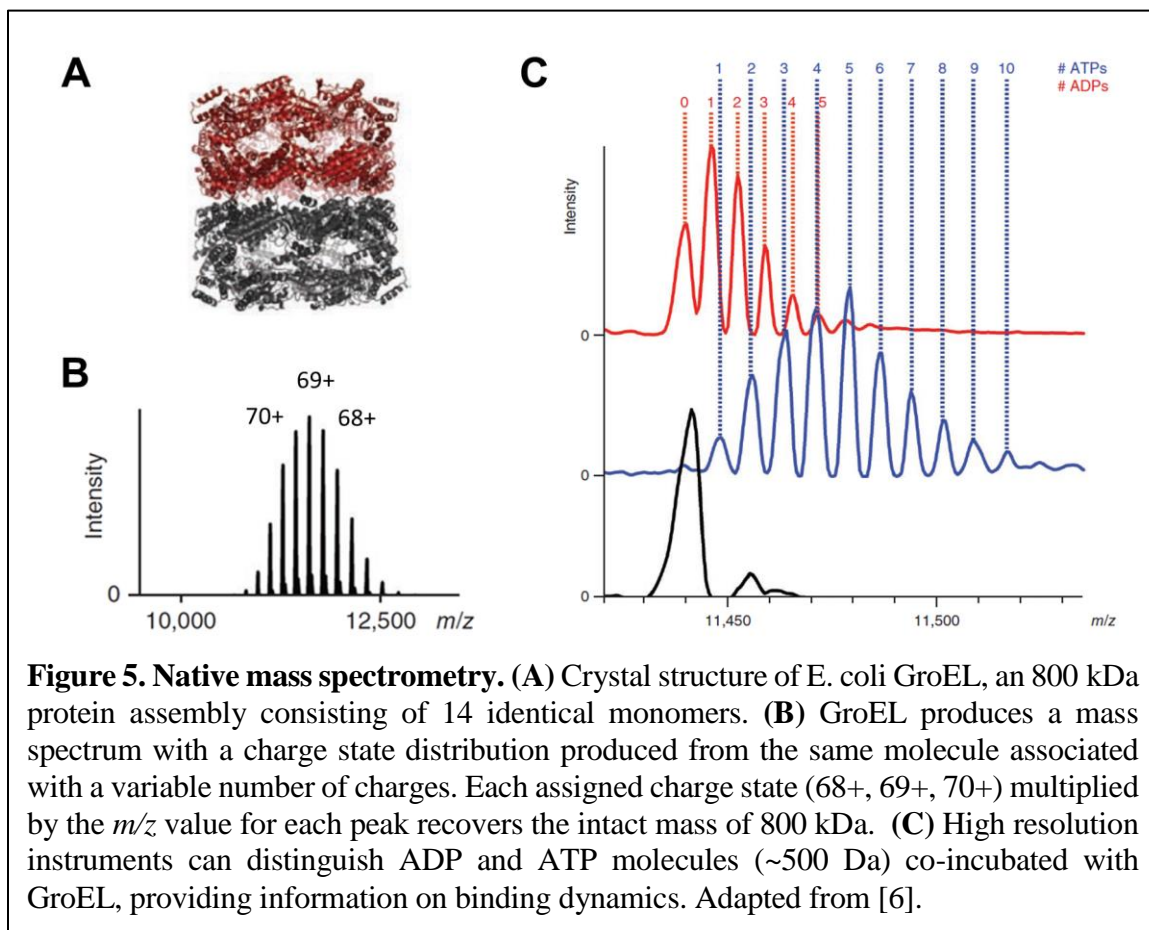 A
B
Intensity
0
70+
69+
68+
10,000
12,500
m/z
C
1 2 3 4 5 6 7 8 9 10
# ATPs
# ADPs
0 1 2 3 4 5
Intensity
0
0
0
11,450
11,500
m/z
Figure 5. Native mass spectrometry. (A) Crystal structure of E. coli GroEL, an 800 kDa
protein assembly consisting of 14 identical monomers. (B) GroEL produces a mass
spectrum with a charge state distribution produced from the same molecule associated
with a variable number of charges. Each assigned charge state (68+, 69+, 70+) multiplied
by the m/z value for each peak recovers the intact mass of 800 kDa. (C) High resolution
instruments can distinguish ADP and ATP molecules (~500 Da) co-incubated with
GroEL, providing information on binding dynamics. Adapted from [6].